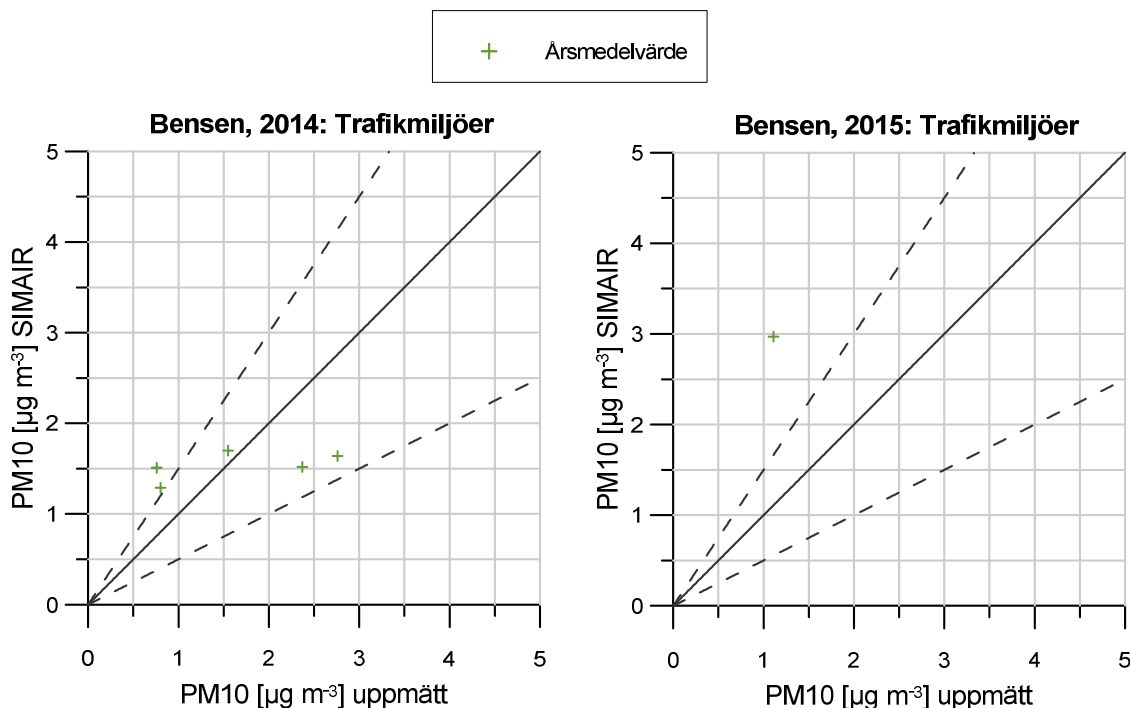 Årsmedelvärde
Bensen, 2014: Trafikmiljöer
5
4
3
2
1
0
PM10 [µg m-3] SIMAIR
0 1 2 3 4 5
PM10 [µg m-3] uppmätt
Bensen, 2015: Trafikmiljöer
5
4
3
2
1
0
PM10 [µg m-3] SIMAIR
0 1 2 3 4 5
PM10 [µg m-3] uppmätt